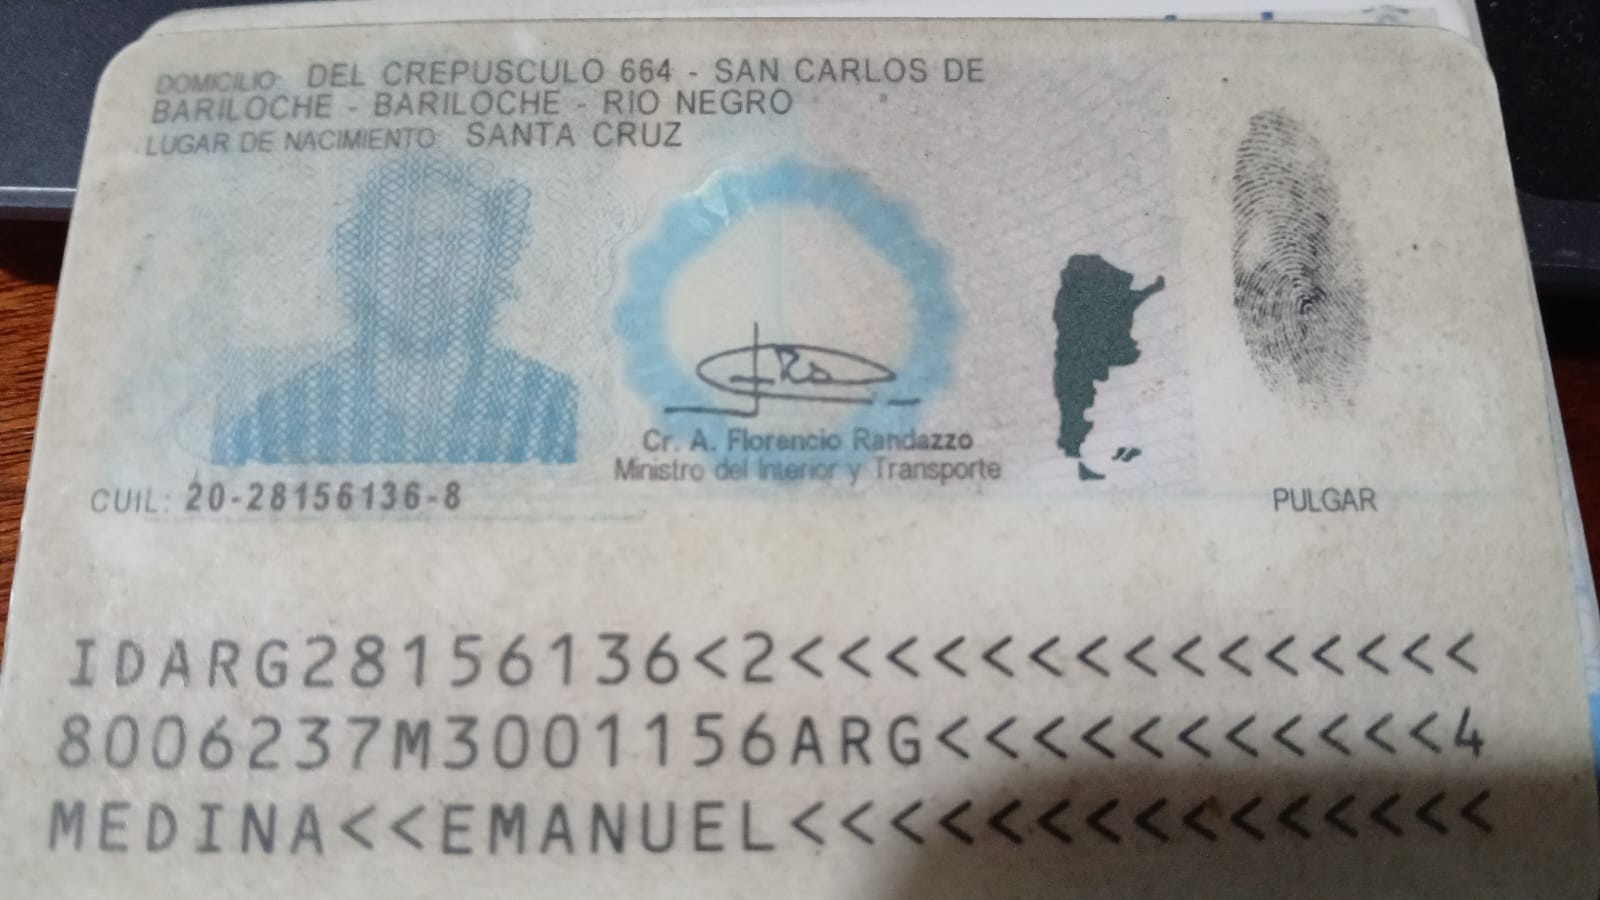 DOMICILIO: DEL CREPUSCULO 664 - SAN CARLOS DE
BARILOCHE - BARILOCHE - RIO NEGRO
LUGAR DE NACIMIENTO: SANTA CRUZ
Cr. A. Florencio Randazzo
Ministro del Interior y Transporte
CUIL: 20-28156136-8
PULGAR
IDARG28156136<2<<<<<<<<<<<<<<<
8006237M3001156ARG<<<<<<<<<<<4
MEDINA<<EMANUEL<<<<<<<<<<<<<<<